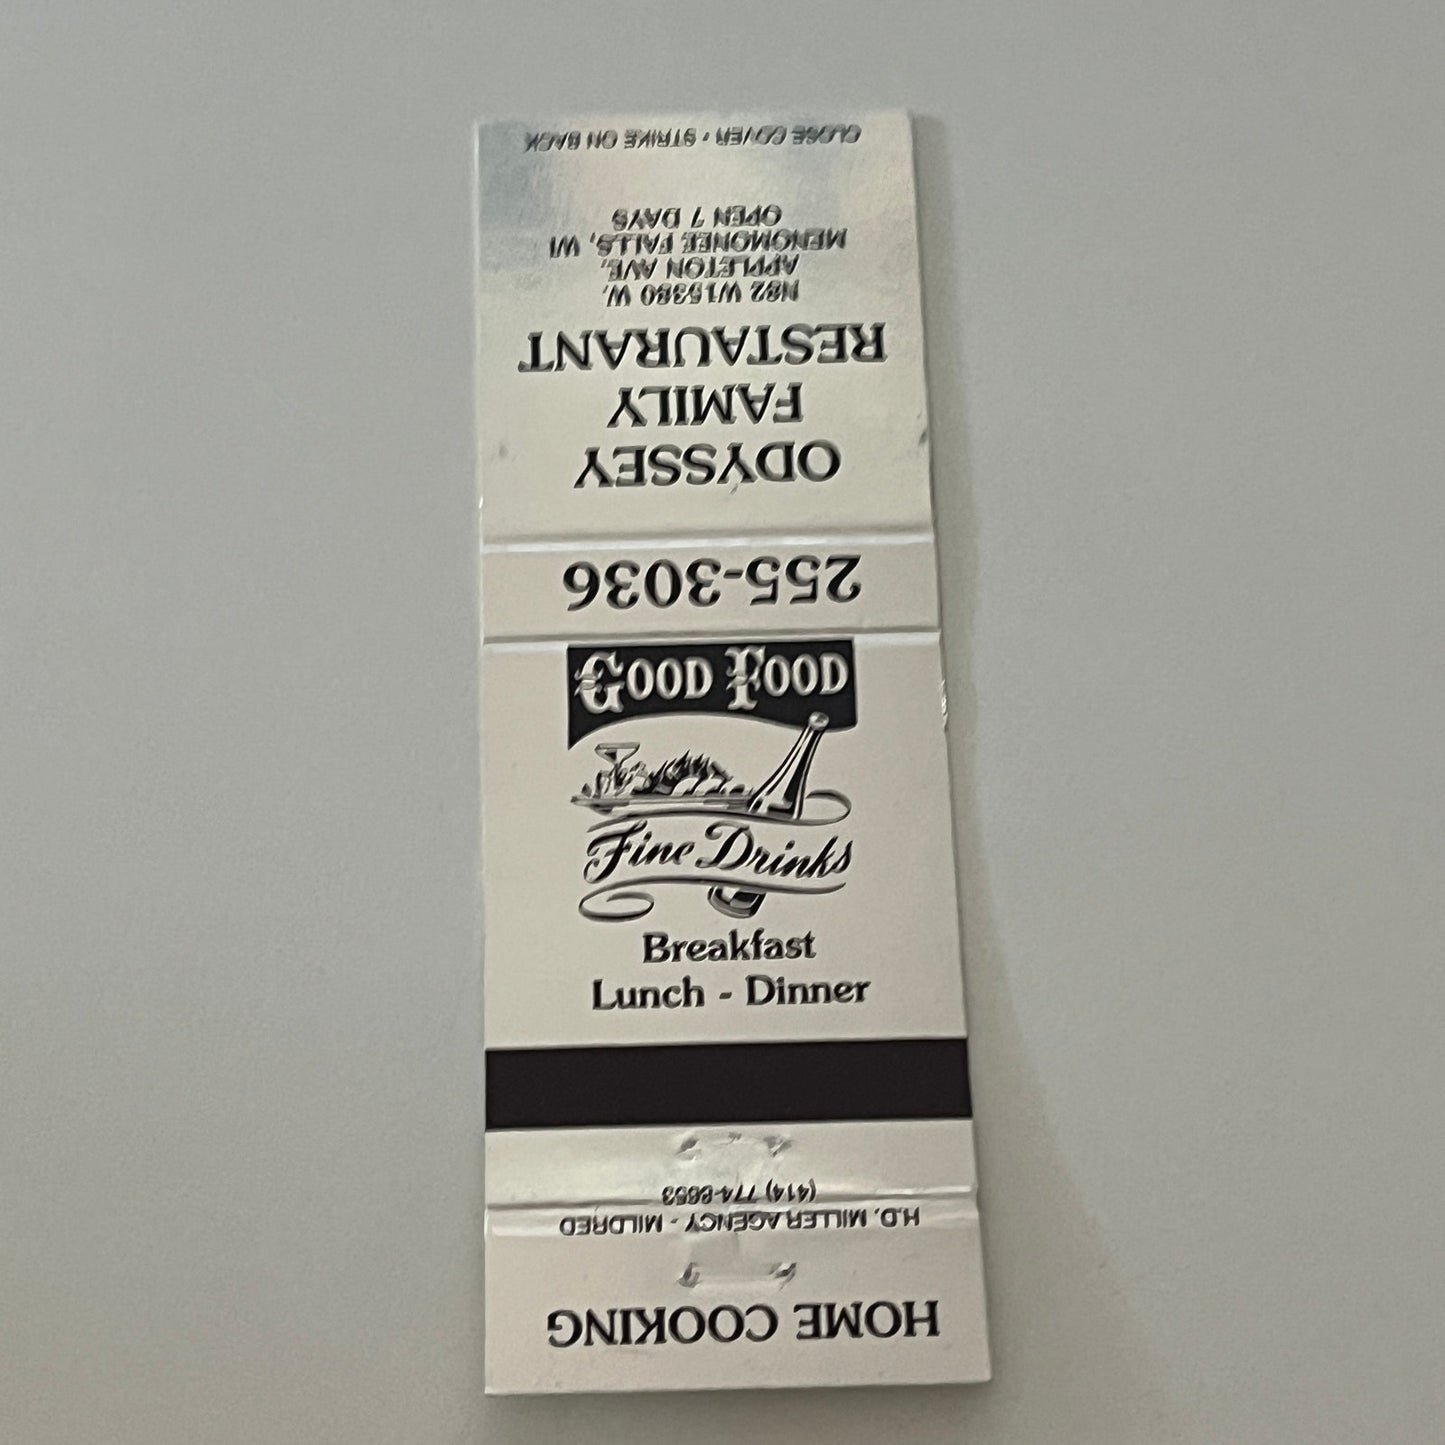 255-3036
ODYSSEY
FAMILY
RESTAURANT
N82 W15380 W.
APPLETON AVE,
MENOMONEE FALLS, WI
OPEN 7 DAYS
CLOSE COVER • STRIKE ON BACK
GOOD FOOD
Fine Drinks
Breakfast
Lunch - Dinner
HOME COOKING
H.D. MILLER AGENCY - MILDRED
(414) 774-8653